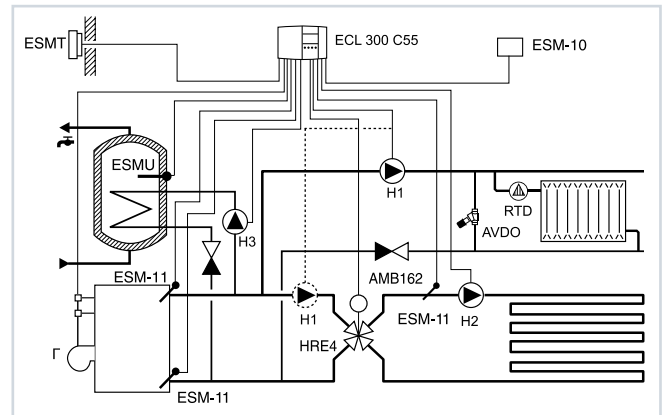 ESMT
ECL 300 C55
ESM-10
ESMU
H1
RTD
H3
AVDO
ESM-11
AMB162
H1
ESM-11
H2
Г
HRE4
ESM-11